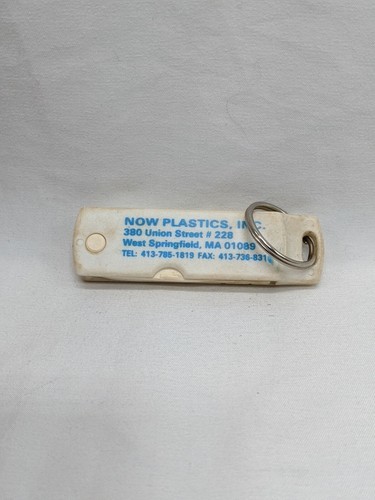 NOW PLASTICS, INC.
380 Union Street # 228
West Springfield, MA 01089
TEL: 413-785-1819 FAX: 413-736-831